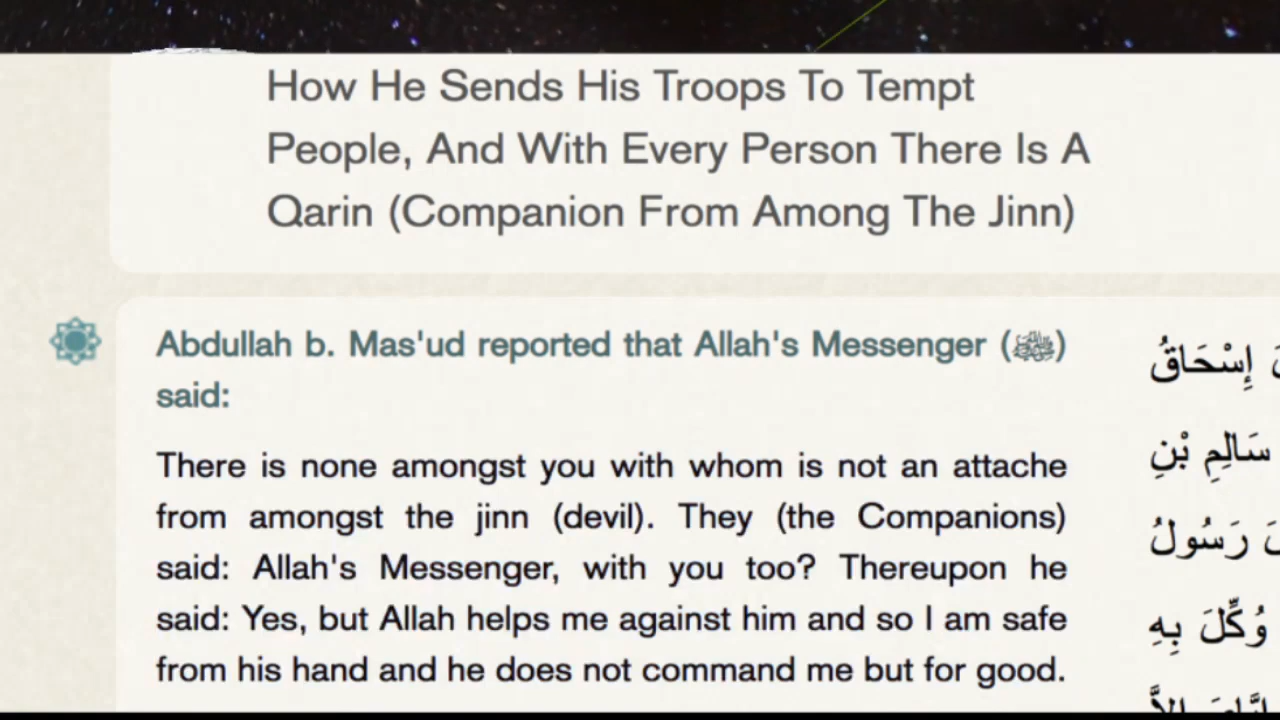 How He Sends His Troops To Tempt
People, And With Every Person There Is A
Qarin (Companion From Among The Jinn)
Abdullah b. Mas'ud reported that Allah's Messenger (ﷺ)
said:
There is none amongst you with whom is not an attache
from amongst the jinn (devil). They (the Companions)
said: Allah's Messenger, with you too? Thereupon he
said: Yes, but Allah helps me against him and so I am safe
from his hand and he does not command me but for good.
إِسْحَاقُ
سَالِمِ بْنِ
رَسُولُ
وُكِّلَ بِهِ